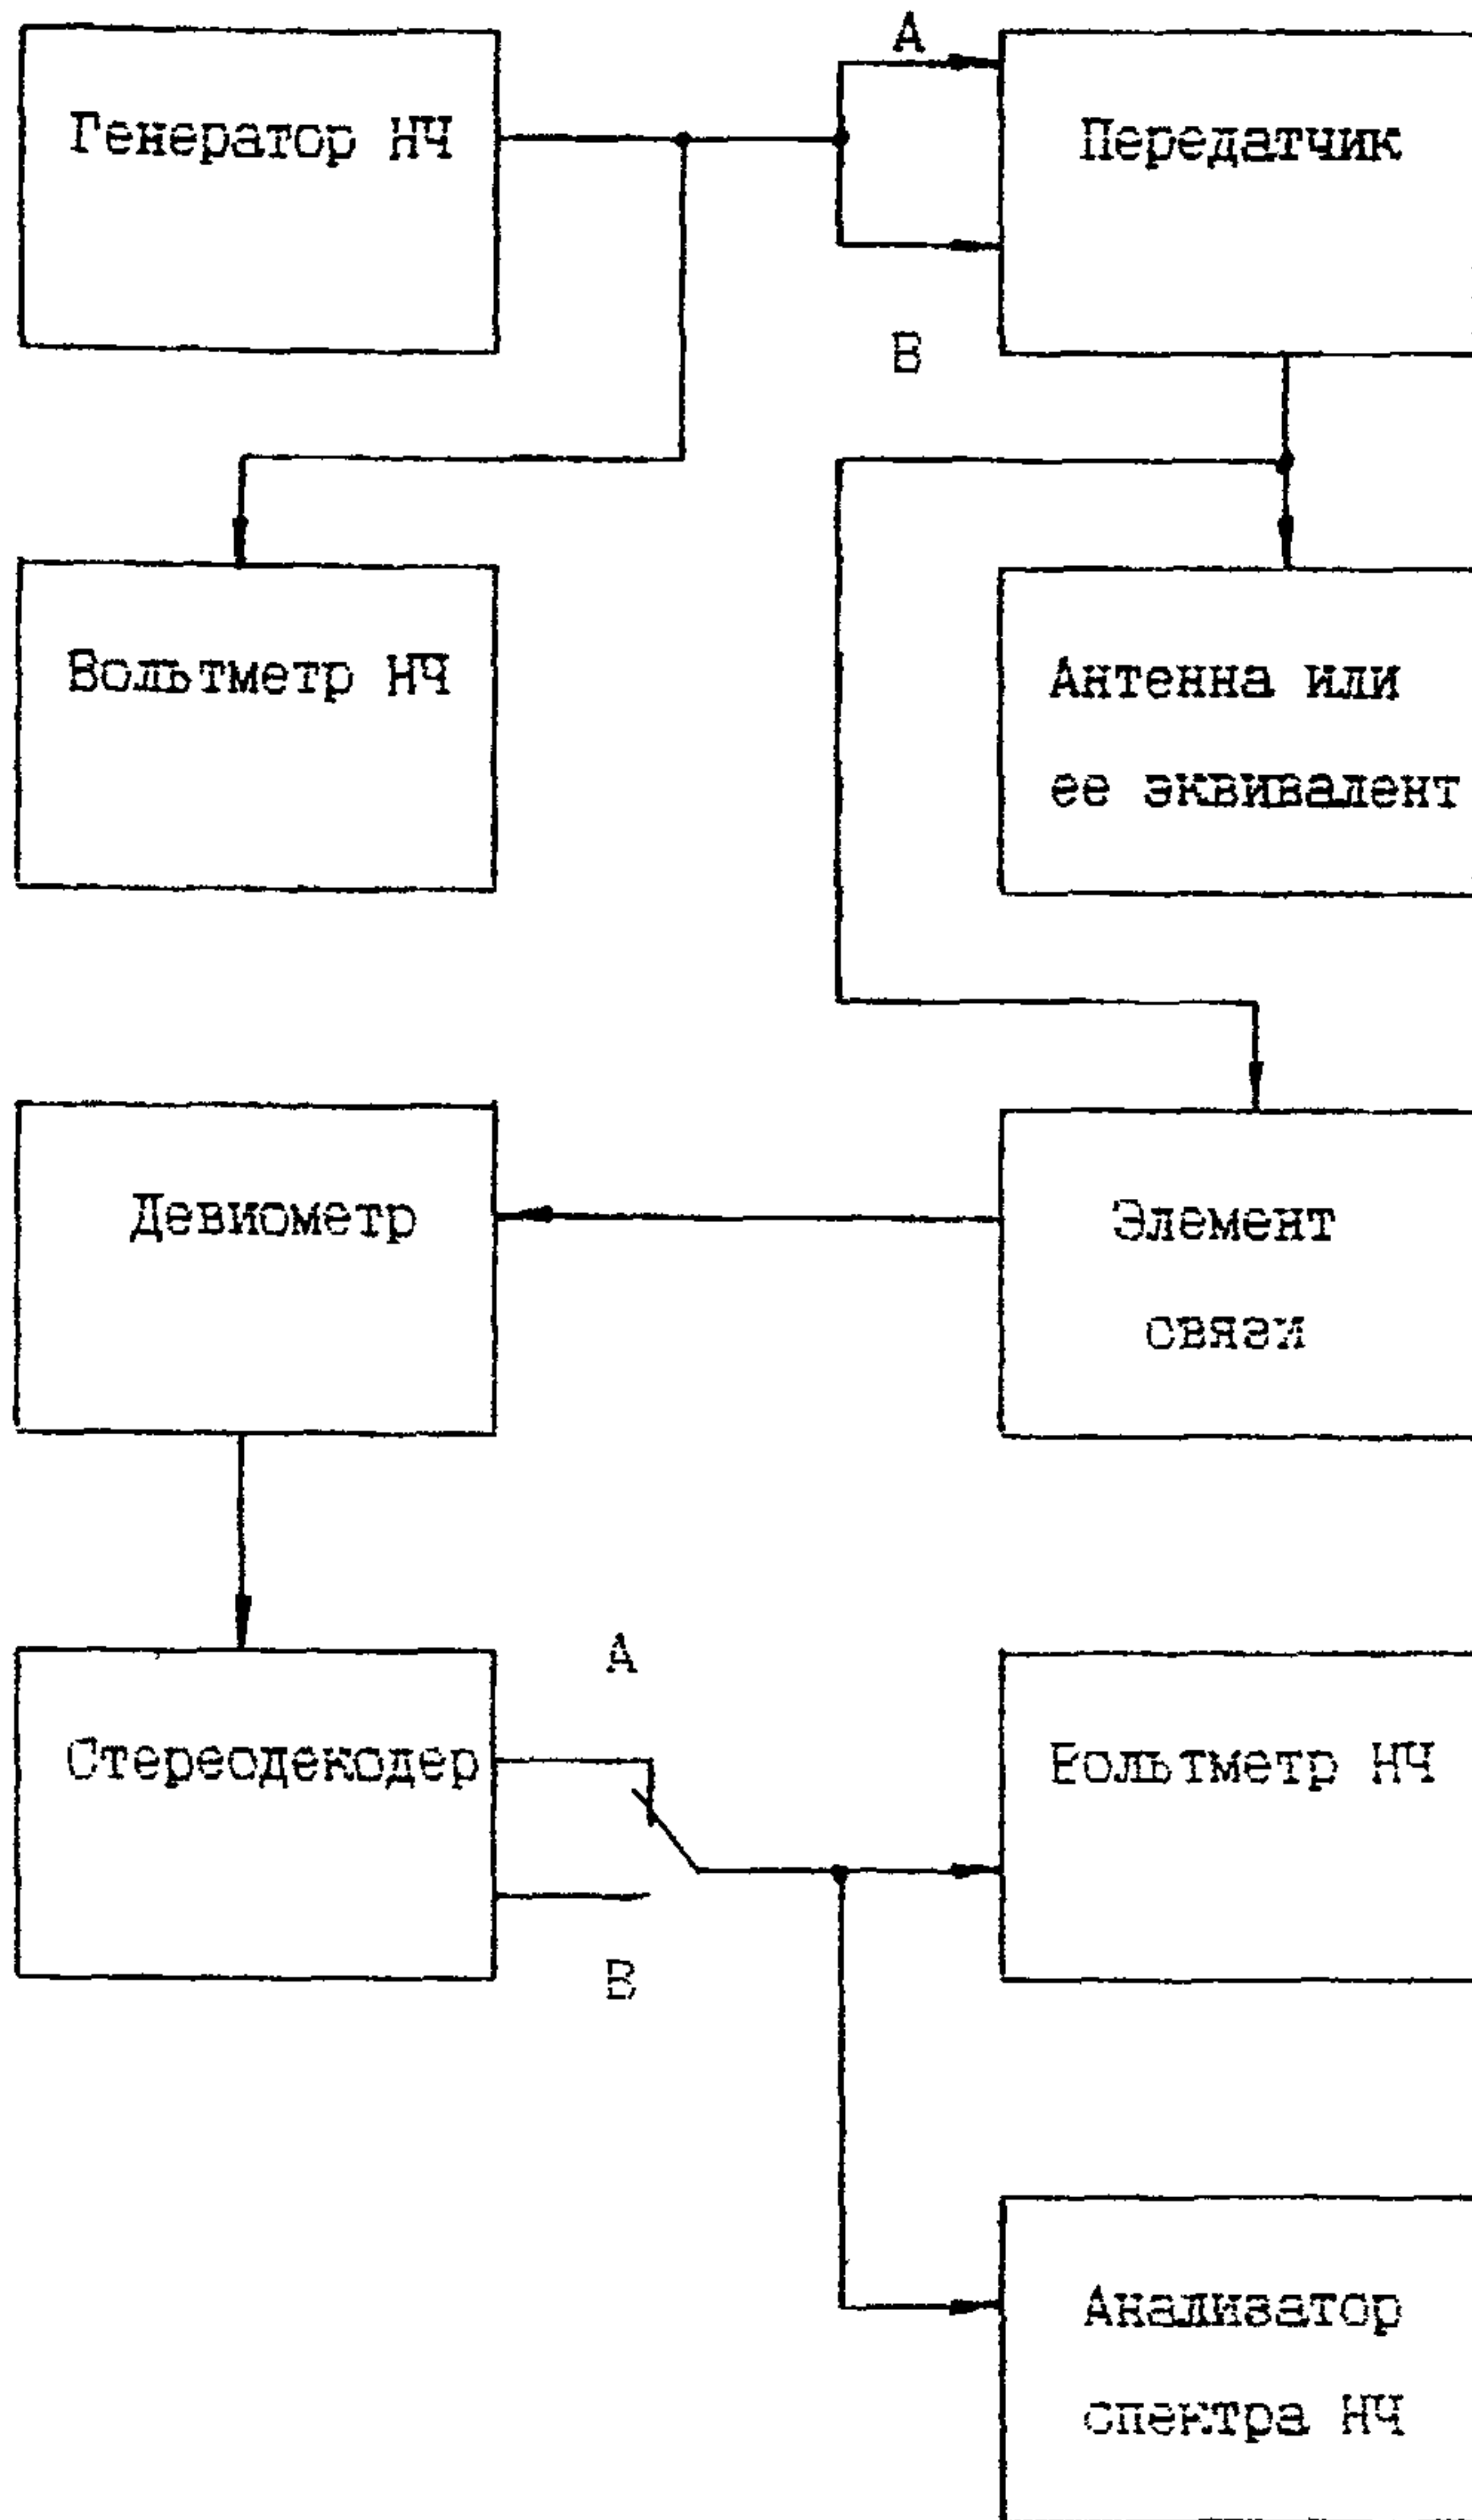 А
Генератор НЧ
Передатчик
В
Вольтметр НЧ
Антенна или
ее эквивалент
Девиометр
Элемент
связи
А
Стереодекодер
Вольтметр НЧ
В
Анализатор
спектра НЧ